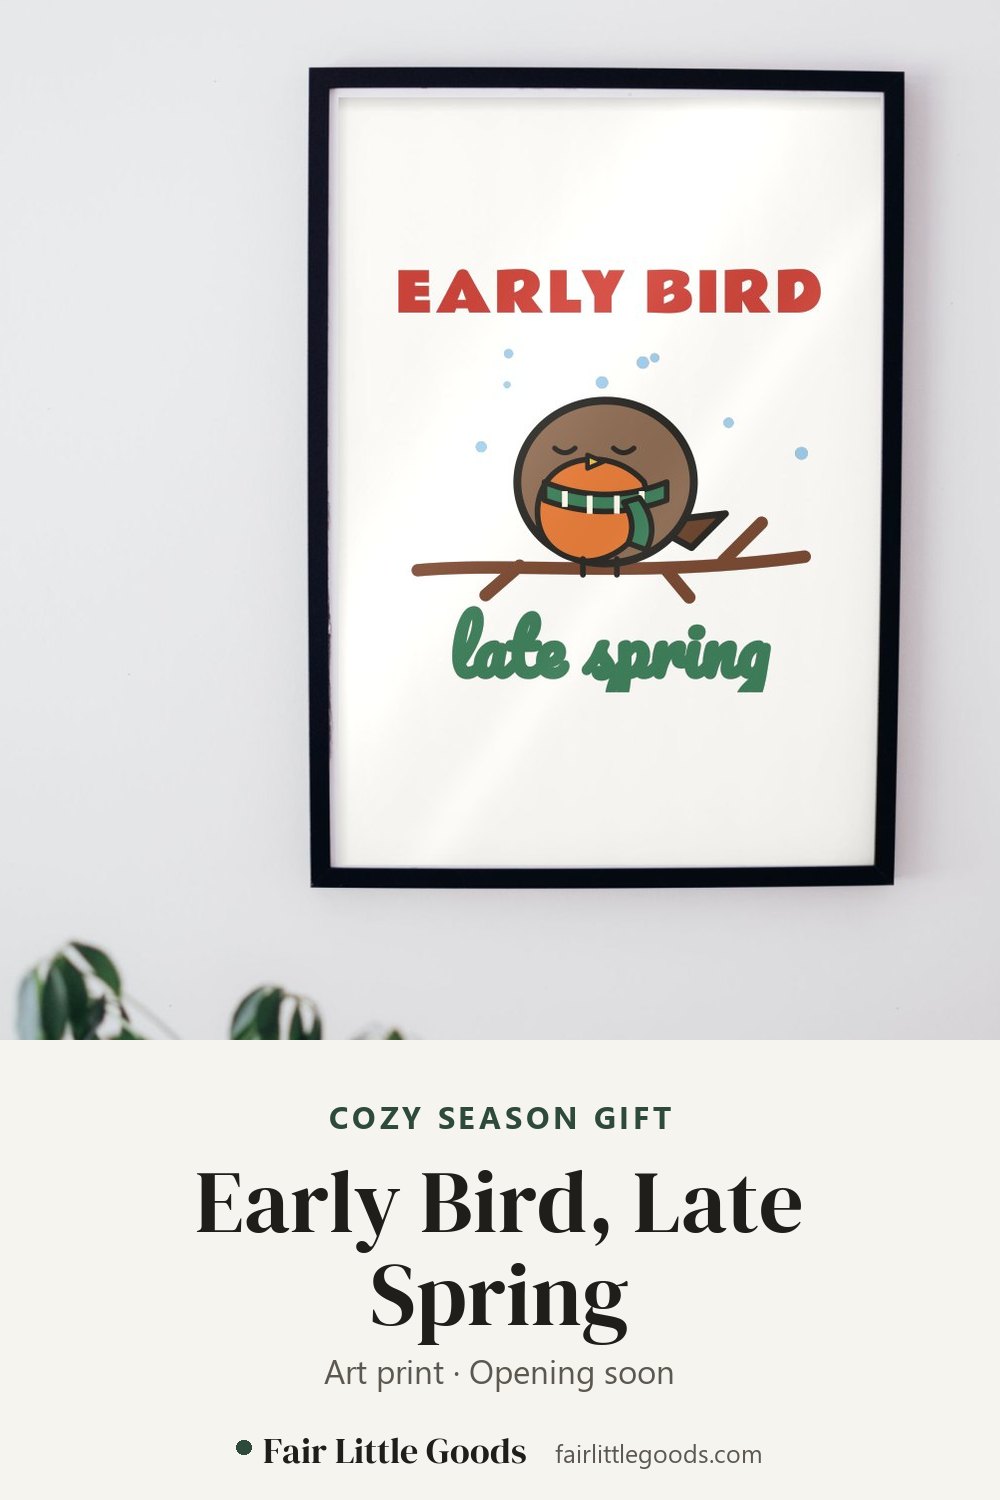 EARLY BIRD
late spring
COZY SEASON GIFT
Early Bird, Late
Spring
Art print · Opening soon
Fair Little Goods fairlittlegoods.com